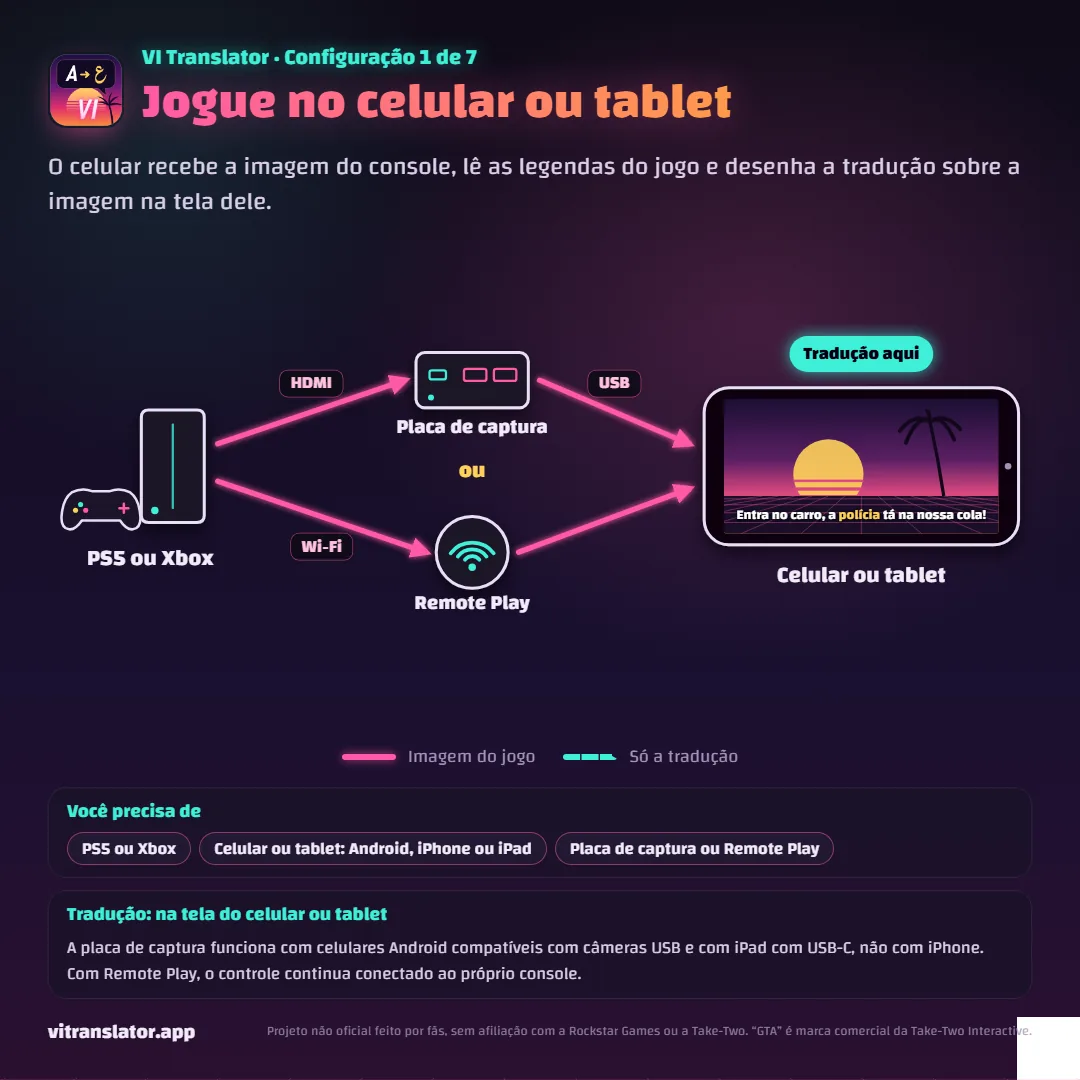 A→ع
VI
VI Translator · Configuração 1 de 7
Jogue no celular ou tablet
O celular recebe a imagem do console, lê as legendas do jogo e desenha a tradução sobre a
imagem na tela dele.
Tradução aqui
HDMI
USB
Placa de captura
ou
Entra no carro, a polícia tá na nossa cola!
Wi-Fi
PS5 ou Xbox
Celular ou tablet
Remote Play
Imagem do jogo
Só a tradução
Você precisa de
PS5 ou Xbox
Celular ou tablet: Android, iPhone ou iPad
Placa de captura ou Remote Play
Tradução: na tela do celular ou tablet
A placa de captura funciona com celulares Android compatíveis com câmeras USB e com iPad com USB-C, não com iPhone.
Com Remote Play, o controle continua conectado ao próprio console.
vitranslator.app
Projeto não oficial feito por fãs, sem afiliação com a Rockstar Games ou a Take-Two. “GTA” é marca comercial da Take-Two Interactive.